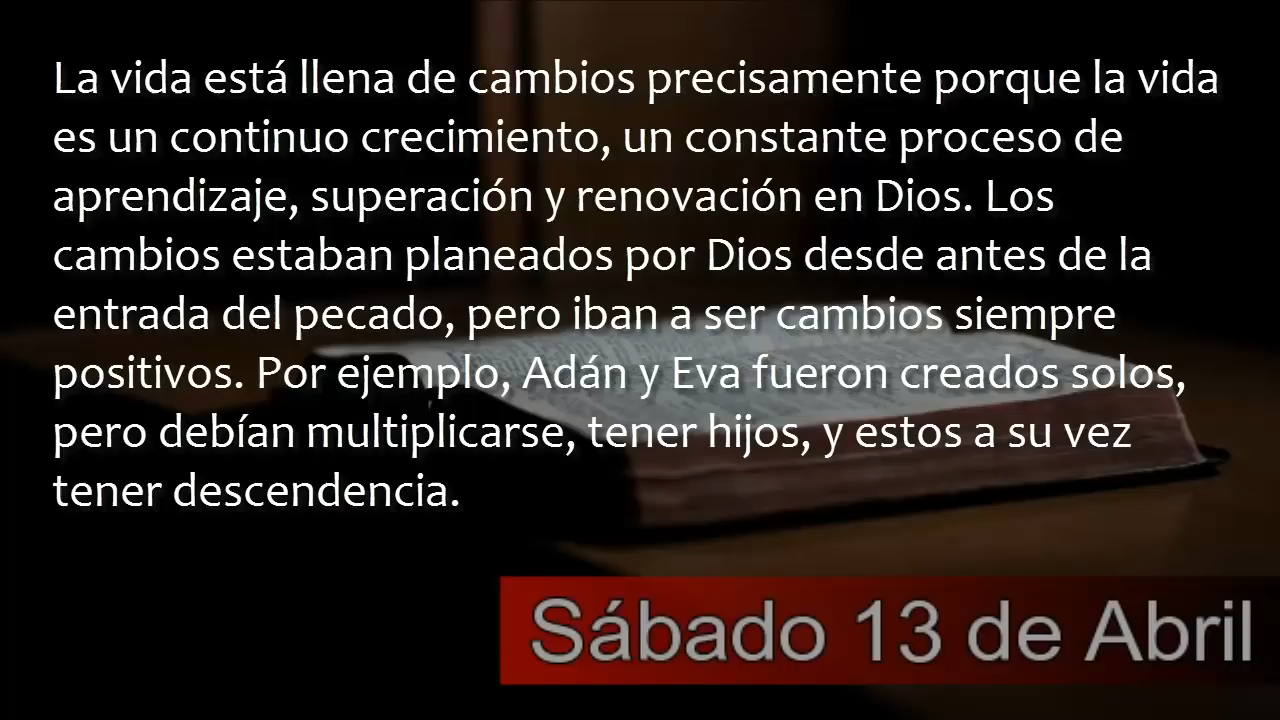 La vida está llena de cambios precisamente porque la vida
es un continuo crecimiento, un constante proceso de
aprendizaje, superación y renovación en Dios. Los
cambios estaban planeados por Dios desde antes de la
entrada del pecado, pero iban a ser cambios siempre
positivos. Por ejemplo, Adán y Eva fueron creados solos,
pero debían multiplicarse, tener hijos, y estos a su vez
tener descendencia.
Sábado 13 de Abril